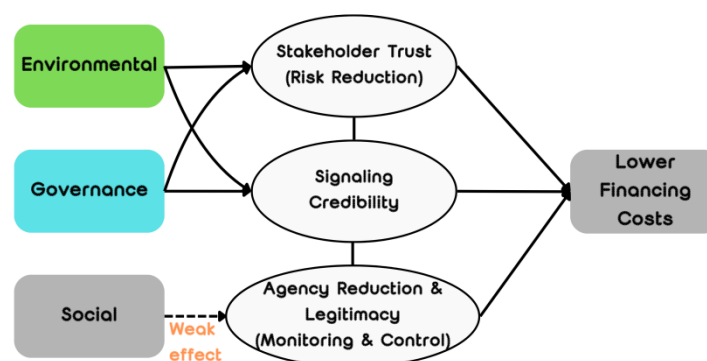 Environmental
Stakeholder Trust
(Risk Reduction)
Governance
Signaling
Credibility
Lower
Financing
Costs
Social
Weak
effect
Agency Reduction &
Legitimacy
(Monitoring & Control)